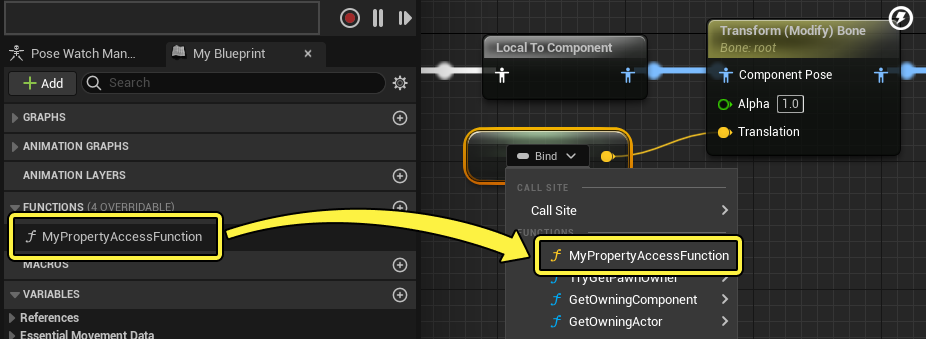 Pose Watch Man...
My Blueprint
Add
Search
GRAPHS
ANIMATION GRAPHS
ANIMATION LAYERS
FUNCTIONS (4 OVERRIDABLE)
MyPropertyAccessFunction
MACROS
VARIABLES
References
Essential Movement Data
Local To Component
Transform (Modify) Bone
Bone: root
Component Pose
Alpha 1.0
Translation
Bind
CALL SITE
Call Site
FUNCTIONS
MyPropertyAccessFunction
TryGetPawnOwner
GetOwningComponent
GetOwningActor